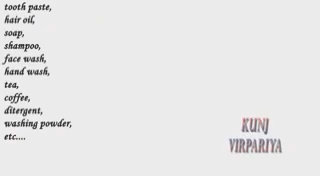 tooth paste,
hair oil,
soap,
shampoo,
face wash,
hand wash,
tea,
coffee,
ditergent,
washing powder,
etc....
KUNJ
VIRPARIYA